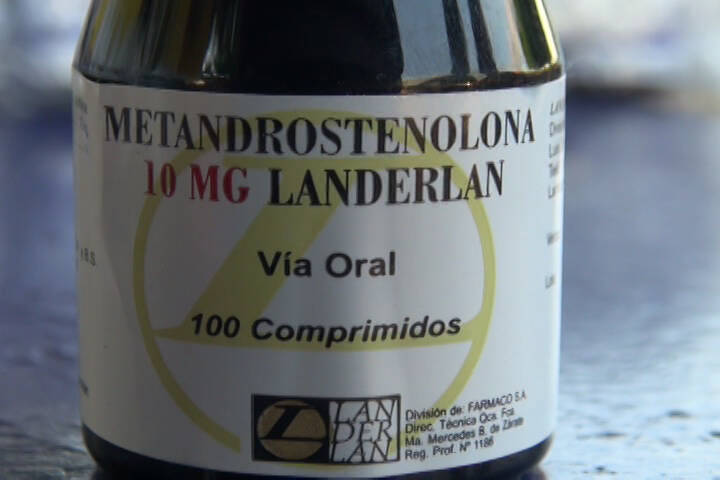 METANDROSTENOLONA
10 MG LANDERLAN
Vía Oral
100 Comprimidos
LAN
DER
LAN
División de: FARMACO S.A
Direc. Técnica Qca. Fca
Ma. Mercedes B. de Zárate
Reg. Prof. Nº 1186